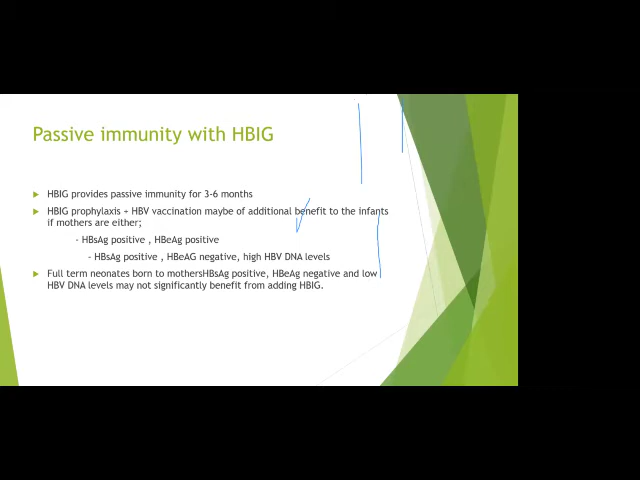 Passive immunity with HBIG
HBIG provides passive immunity for 3-6 months
HBIG prophylaxis + HBV vaccination maybe of additional benefit to the infants
if mothers are either;
- HBsAg positive , HBeAg positive
- HBsAg positive , HBeAG negative, high HBV DNA levels
Full term neonates born to mothersHBsAg positive, HBeAg negative and low
HBV DNA levels may not significantly benefit from adding HBIG.